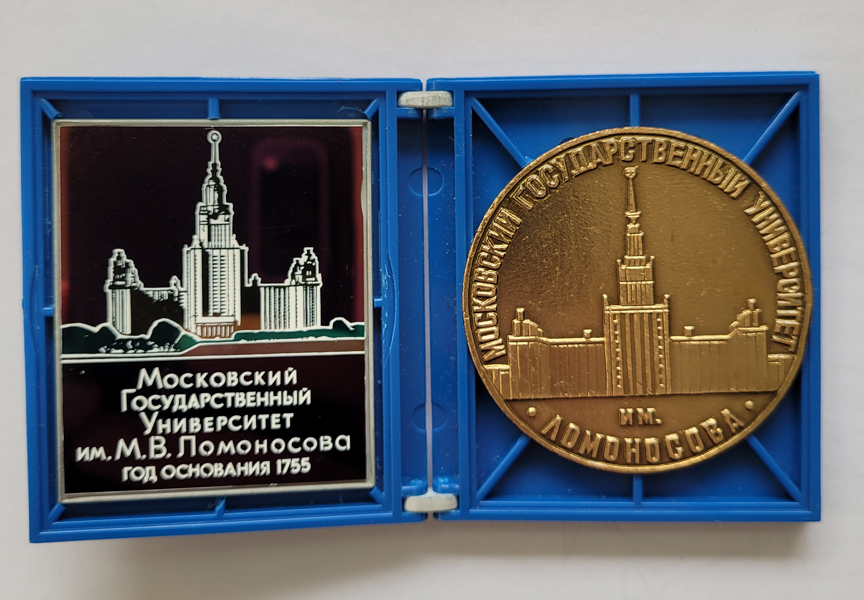 Московский
Государственный
Университет
им. М.В. Ломоносова
год основания 1755
МОСКОВСКИЙ ГОСУДАРСТВЕННЫЙ УНИВЕРСИТЕТ
ИМ.
• ЛОМОНОСОВА •